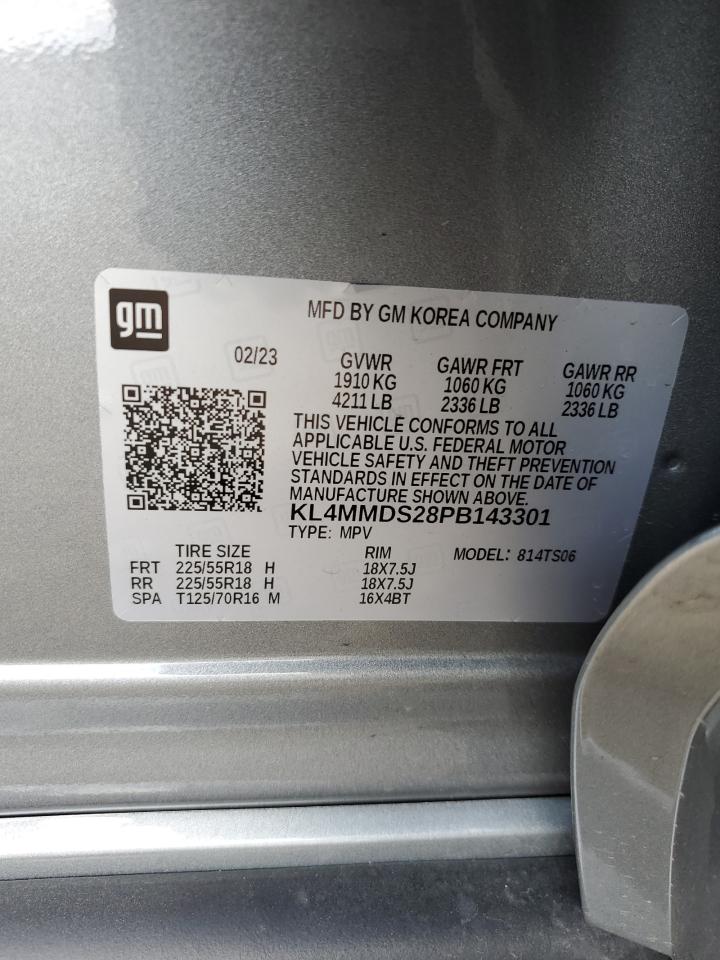 gm
MFD BY GM KOREA COMPANY
02/23
GVWR GAWR FRT GAWR RR
1910 KG 1060 KG 1060 KG
4211 LB 2336 LB 2336 LB
THIS VEHICLE CONFORMS TO ALL
APPLICABLE U.S. FEDERAL MOTOR
VEHICLE SAFETY AND THEFT PREVENTION
STANDARDS IN EFFECT ON THE DATE OF
MANUFACTURE SHOWN ABOVE.
KL4MMDS28PB143301
TYPE: MPV
TIRE SIZE RIM MODEL: 814TS06
FRT 225/55R18 H 18X7.5J
RR 225/55R18 H 18X7.5J
SPA T125/70R16 M 16X4BT